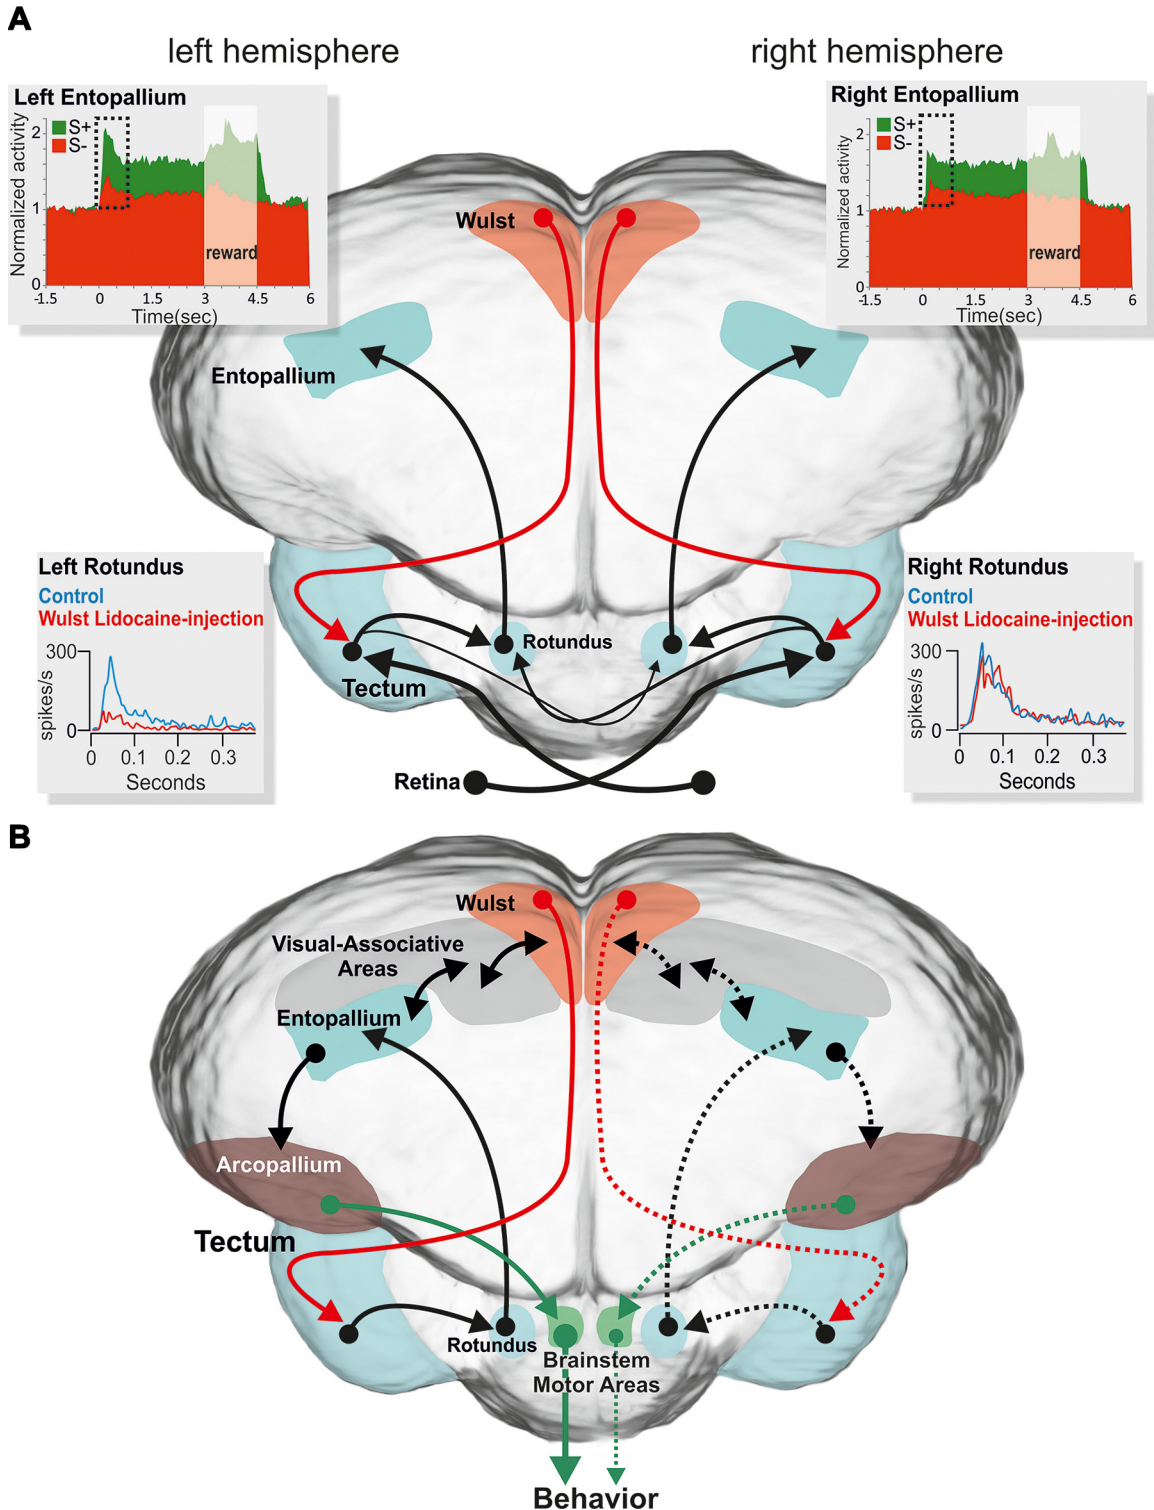 A
left hemisphere
right hemisphere
Left Entopallium
S+
S-
Normalized activity
2
1
0
reward
-1.5 0 1.5 3 4.5 6
Time(sec)
Right Entopallium
S+
S-
Normalized activity
2
1
0
reward
-1.5 0 1.5 3 4.5 6
Time(sec)
Wulst
Entopallium
Left Rotundus
Control
Wulst Lidocaine-injection
300
0
spikes/s
0 0.1 0.2 0.3
Seconds
Right Rotundus
Control
Wulst Lidocaine-injection
300
0
spikes/s
0 0.1 0.2 0.3
Seconds
Rotundus
Tectum
Retina
B
Wulst
Visual-Associative
Areas
Entopallium
Arcopallium
Tectum
Rotundus
Brainstem
Motor Areas
Behavior